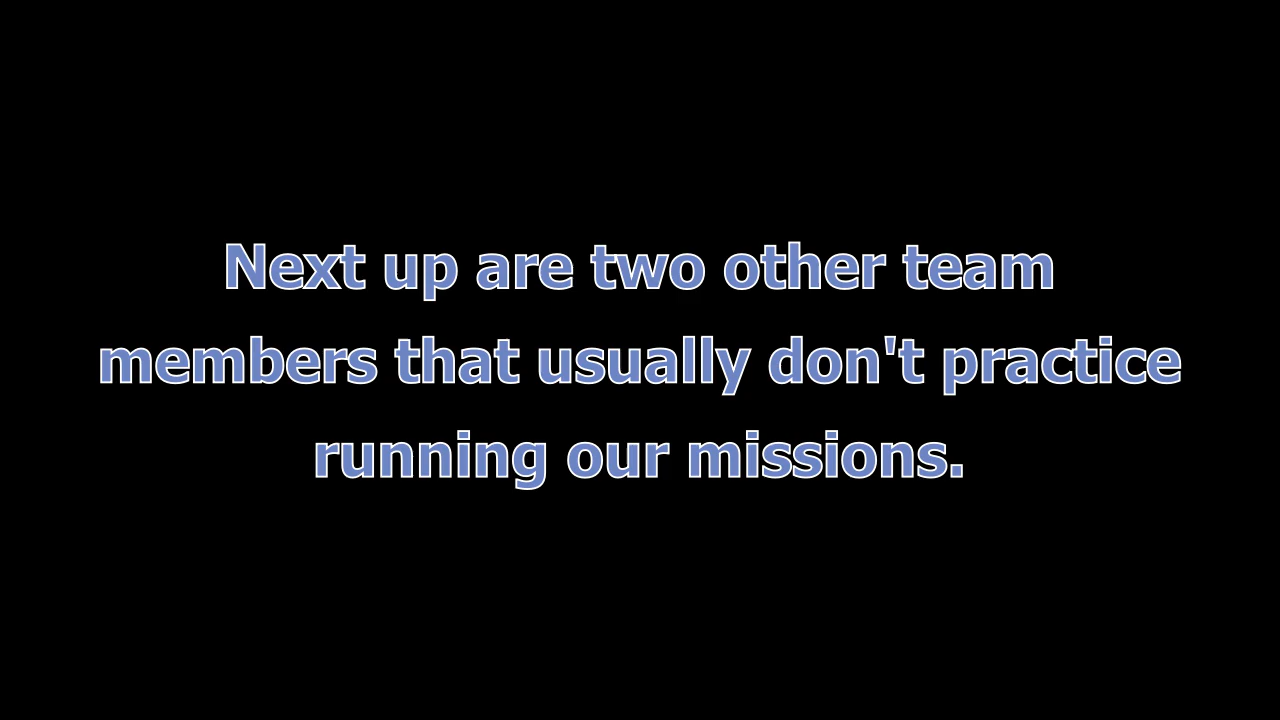 Next up are two other team
members that usually don't practice
running our missions.